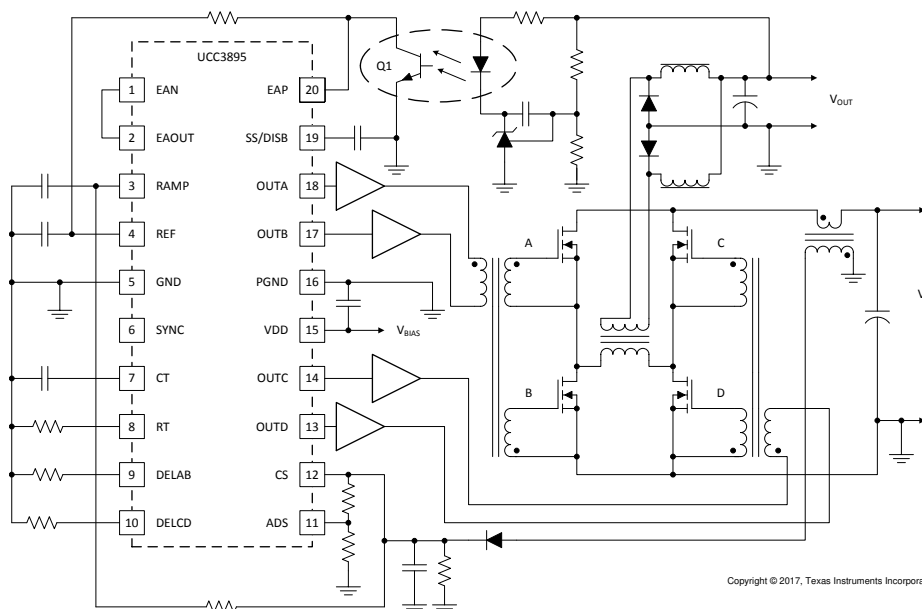 UCC3895
Q1
1 EAN
EAP 20
2 EAOUT
SS/DISB 19
3 RAMP
OUTA 18
4 REF
OUTB 17
5 GND
PGND 16
6 SYNC
VDD 15
7 CT
OUTC 14
8 RT
OUTD 13
9 DELAB
CS 12
10 DELCD
ADS 11
VBIAS
VOUT
A
C
B
D
V
Copyright © 2017, Texas Instruments Incorpora